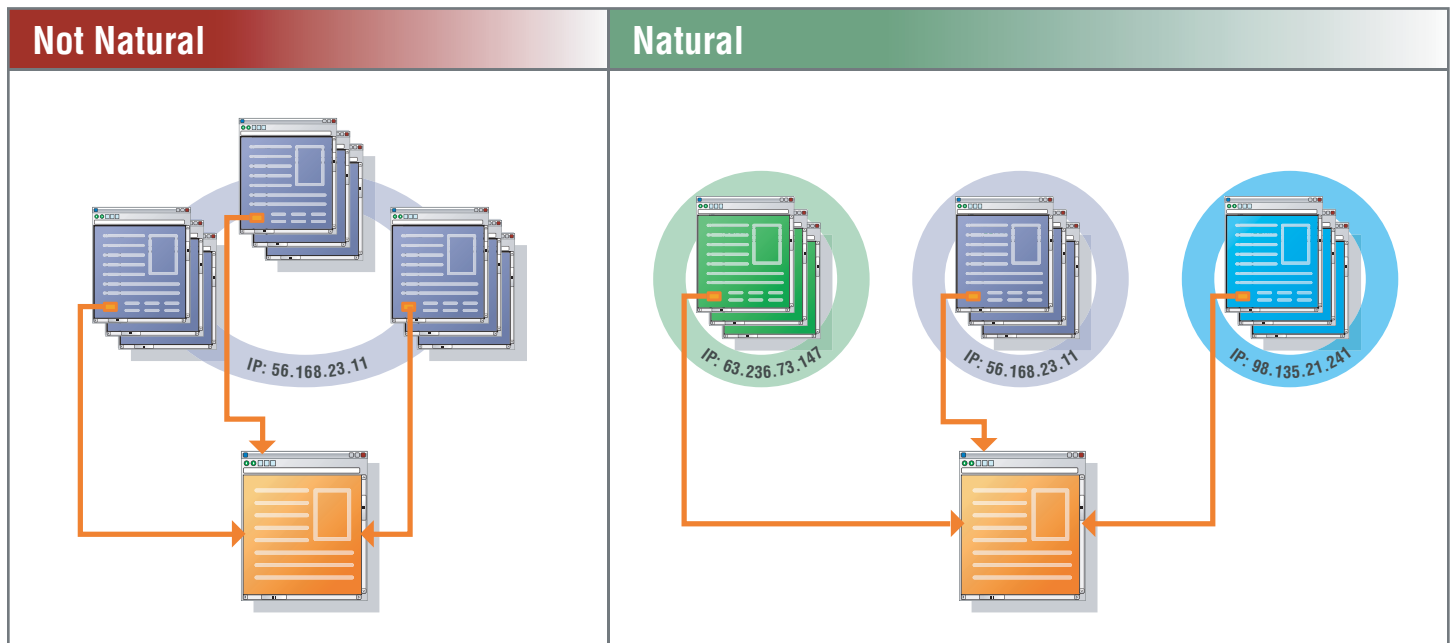 Not Natural
Natural
IP: 56.168.23.11
IP: 63.236.73.147
IP: 56.168.23.11
IP: 98.135.21.241